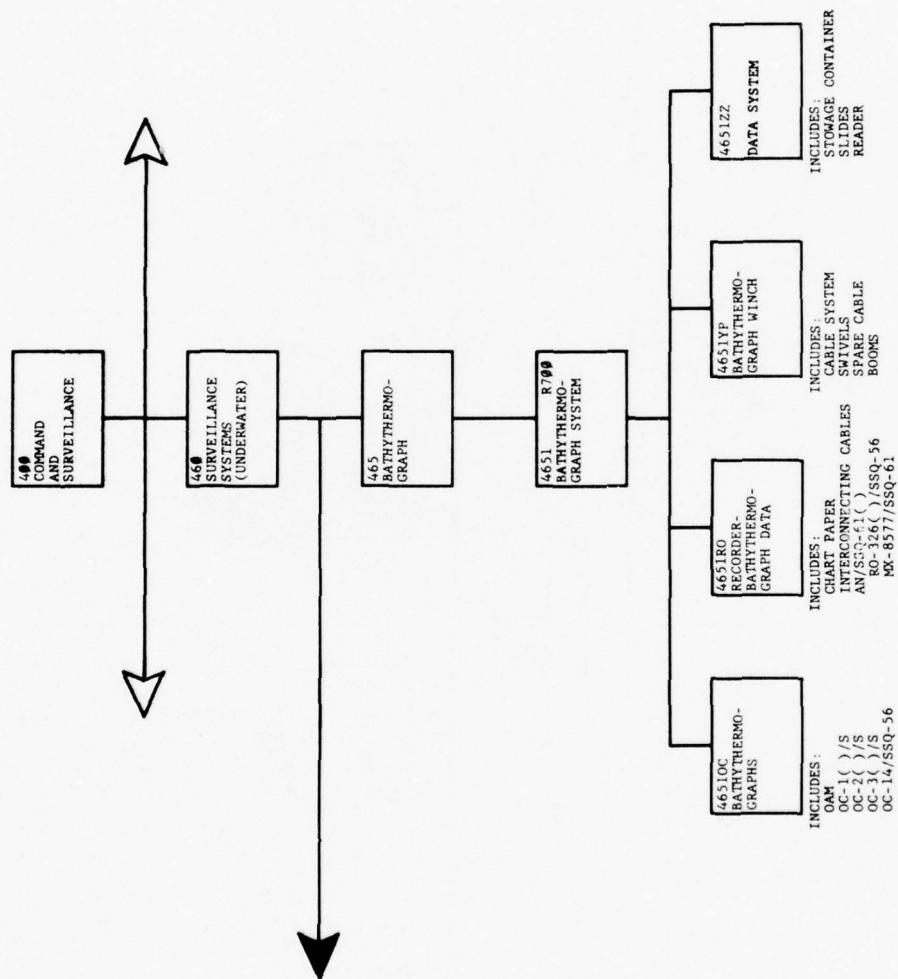 400
COMMAND
AND
SURVEILLANCE
460
SURVEILLANCE
SYSTEMS
(UNDERWATER)
465
BATHYTHERMO-
GRAPH
4651 R700
BATHYTHERMO-
GRAPH SYSTEM
4651OC
BATHYTHERMO-
GRAPHS
INCLUDES:
OAM
OC-1( )/S
OC-2( )/S
OC-3( )/S
OC-14/SSQ-56
4651RO
RECORDER-
BATHYTHERMO-
GRAPH DATA
INCLUDES:
CHART PAPER
INTERCONNECTING CABLES
AN/SSQ-61( )
RO-326( )/SSQ-56
MX-8577/SSQ-61
4651YP
BATHYTHERMO-
GRAPH WINCH
INCLUDES:
CABLE SYSTEM
SWIVELS
SPARE CABLE
BOOMS
4651ZZ
DATA SYSTEM
INCLUDES:
STOWAGE CONTAINER
SLIDES
READER